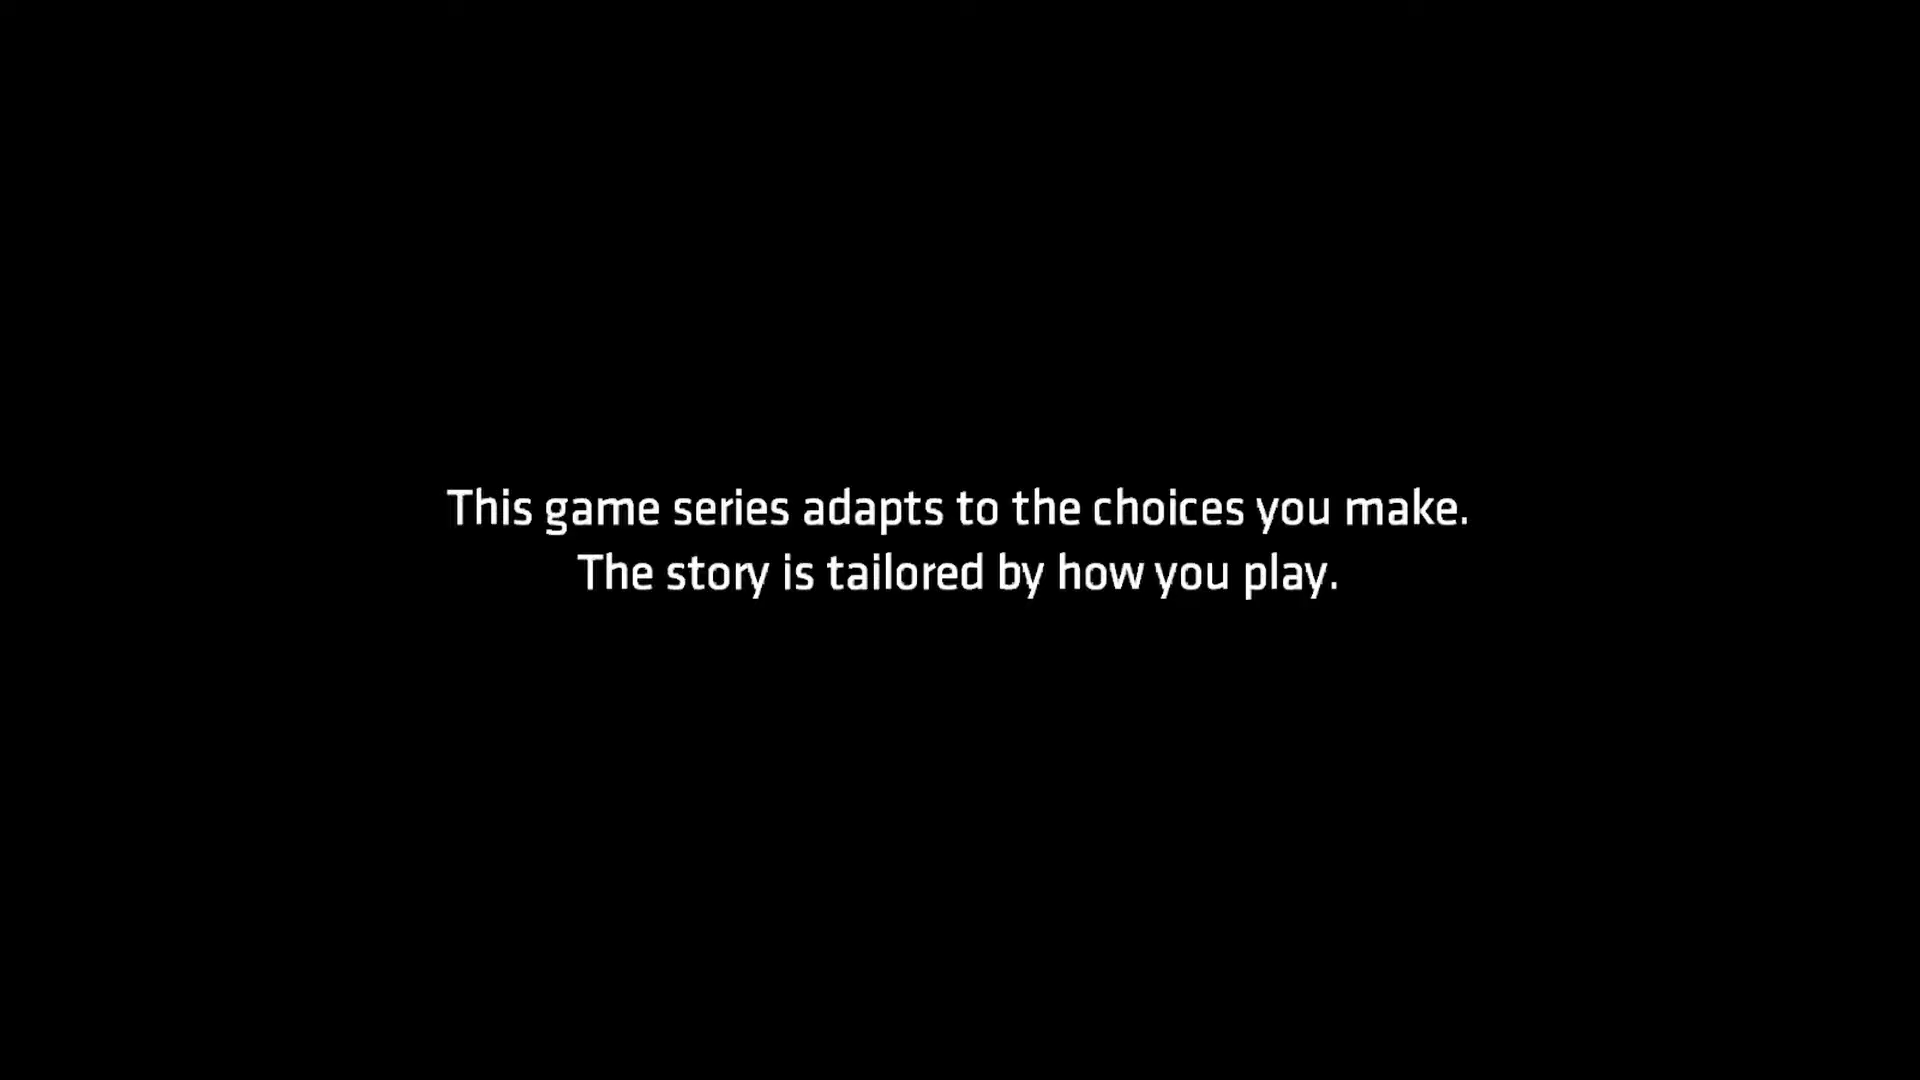 This game series adapts to the choices you make.
The story is tailored by how you play.